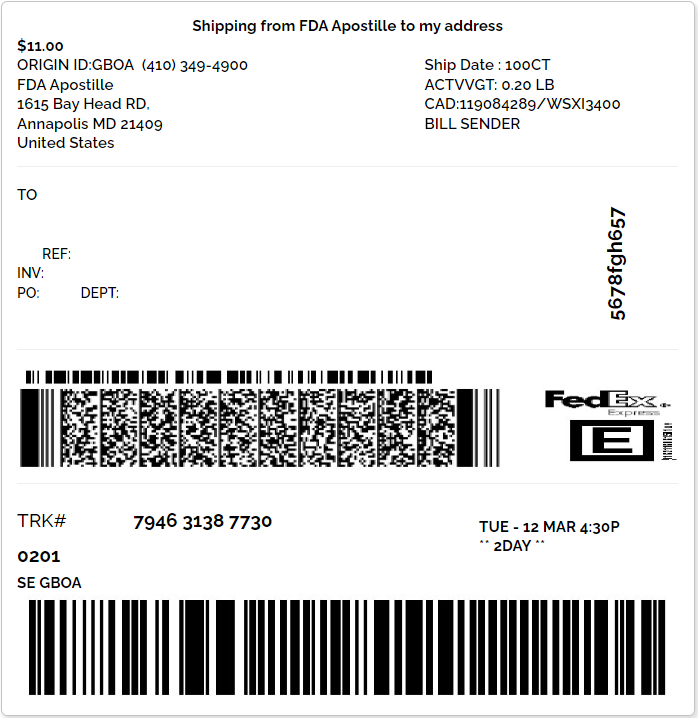 Shipping from FDA Apostille to my address
$11.00
ORIGIN ID:GBOA (410) 349-4900
FDA Apostille
1615 Bay Head RD,
Annapolis MD 21409
United States
Ship Date : 100CT
ACTVVGT: 0.20 LB
CAD:119084289/WSXI3400
BILL SENDER
TO
REF:
INV:
PO: DEPT:
5678fgh657
FedEx
Express
E
TRK# 7946 3138 7730
TUE - 12 MAR 4:30P
** 2DAY **
0201
SE GBOA